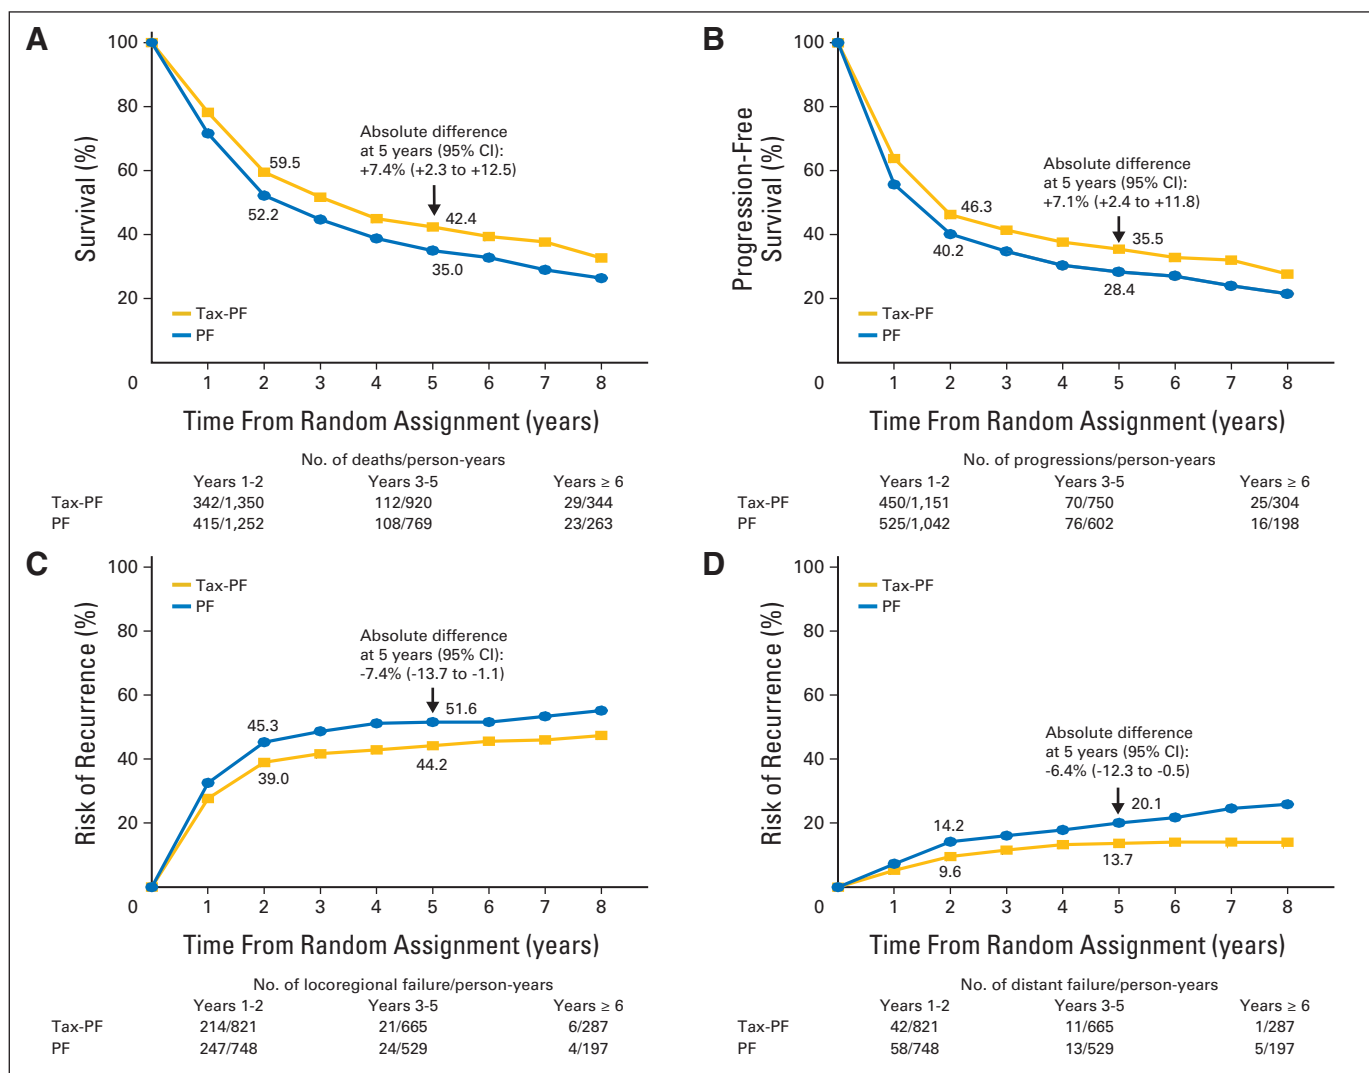 A
100
80
60
40
20
0
Survival (%)
59.5
52.2
Absolute difference
at 5 years (95% CI):
+7.4% (+2.3 to +12.5)
42.4
35.0
Tax-PF
PF
1 2 3 4 5 6 7 8
Time From Random Assignment (years)
No. of deaths/person-years
Years 1-2 Years 3-5 Years ≥ 6
Tax-PF 342/1,350 112/920 29/344
PF 415/1,252 108/769 23/263
B
100
80
60
40
20
0
Progression-Free
Survival (%)
46.3
40.2
Absolute difference
at 5 years (95% CI):
+7.1% (+2.4 to +11.8)
35.5
28.4
Tax-PF
PF
1 2 3 4 5 6 7 8
Time From Random Assignment (years)
No. of progressions/person-years
Years 1-2 Years 3-5 Years ≥ 6
Tax-PF 450/1,151 70/750 25/304
PF 525/1,042 76/602 16/198
C
100
80
60
40
20
0
Risk of Recurrence (%)
Tax-PF
PF
Absolute difference
at 5 years (95% CI):
-7.4% (-13.7 to -1.1)
45.3
39.0
51.6
44.2
1 2 3 4 5 6 7 8
Time From Random Assignment (years)
No. of locoregional failure/person-years
Years 1-2 Years 3-5 Years ≥ 6
Tax-PF 214/821 21/665 6/287
PF 247/748 24/529 4/197
D
100
80
60
40
20
0
Risk of Recurrence (%)
Tax-PF
PF
Absolute difference
at 5 years (95% CI):
-6.4% (-12.3 to -0.5)
14.2
9.6
20.1
13.7
1 2 3 4 5 6 7 8
Time From Random Assignment (years)
No. of distant failure/person-years
Years 1-2 Years 3-5 Years ≥ 6
Tax-PF 42/821 11/665 1/287
PF 58/748 13/529 5/197